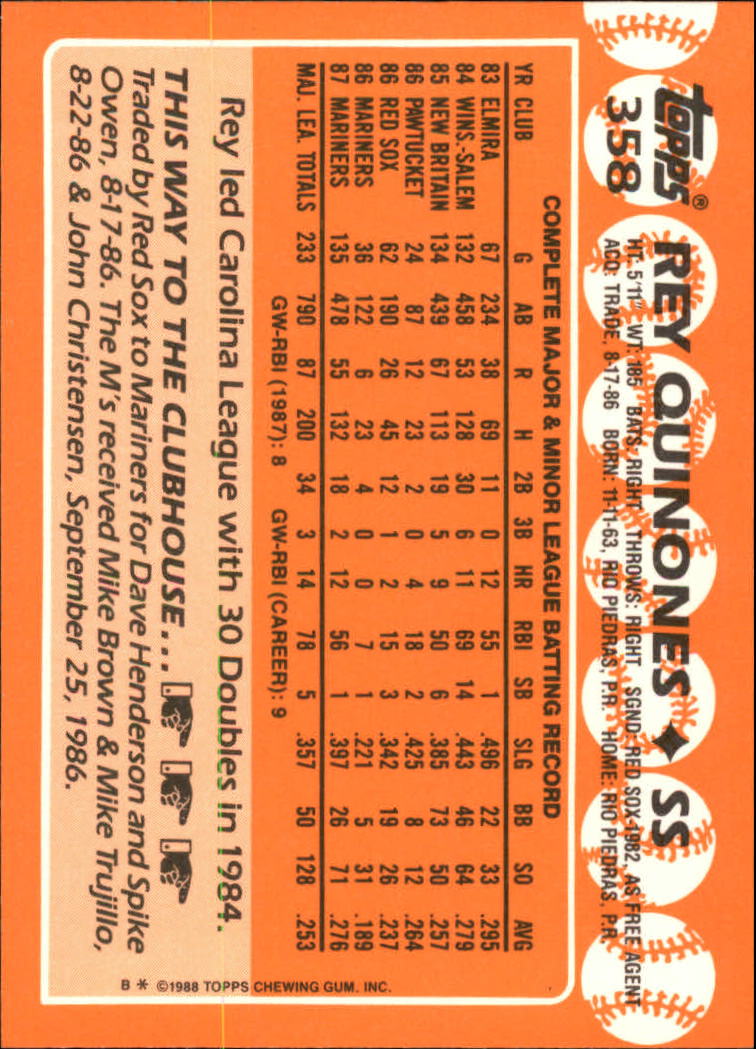 TOPPS®
358
REY QUINONES ✦ SS
HT: 5'11" WT: 185 BATS: RIGHT THROWS: RIGHT SGND: RED SOX-1982, AS FREE AGENT
ACQ: TRADE, 8-17-86 BORN: 11-11-63, RIO PIEDRAS, P.R. HOME: RIO PIEDRAS, P.R.
COMPLETE MAJOR & MINOR LEAGUE BATTING RECORD
YR CLUB G AB R H 2B 3B HR RBI SB SLG BB SO AVG
83 ELMIRA 67 234 38 69 11 0 12 55 1 .496 22 33 .295
84 WINS.-SALEM 132 458 53 128 30 6 11 69 14 .443 46 64 .279
85 NEW BRITAIN 134 439 67 113 19 5 9 50 6 .385 73 50 .257
86 PAWTUCKET 24 87 12 23 2 0 4 18 2 .425 8 12 .264
86 RED SOX 62 190 26 45 12 1 2 15 3 .342 19 26 .237
86 MARINERS 36 122 6 23 4 0 0 7 1 .221 5 31 .189
87 MARINERS 135 478 55 132 18 2 12 56 1 .397 26 71 .276
MAJ. LEA. TOTALS 233 790 87 200 34 3 14 78 5 .357 50 128 .253
GW-RBI (1987): 8 GW-RBI (CAREER): 9
Rey led Carolina League with 30 Doubles in 1984.
THIS WAY TO THE CLUBHOUSE...
Traded by Red Sox to Mariners for Dave Henderson and Spike
Owen, 8-17-86. The M's received Mike Brown & Mike Trujillo,
8-22-86 & John Christensen, September 25, 1986.
B * ©1988 TOPPS CHEWING GUM, INC.